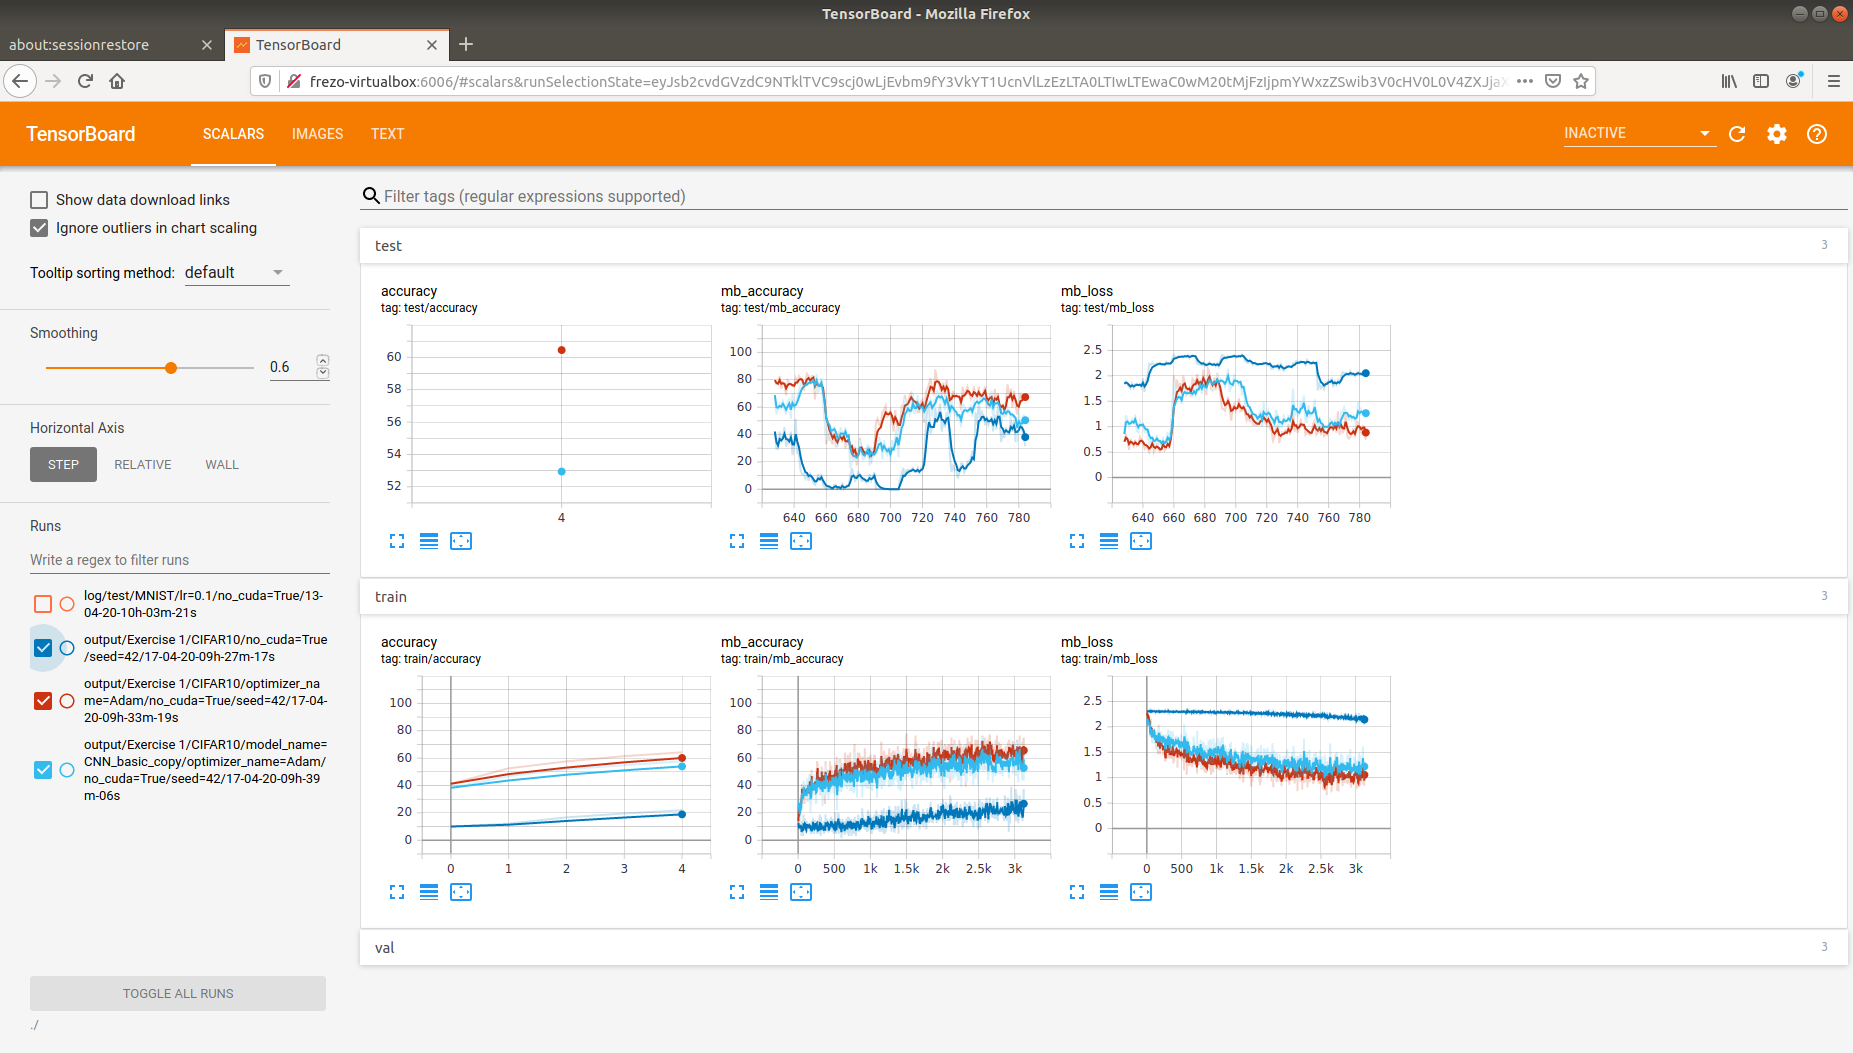 TensorBoard - Mozilla Firefox
about:sessionrestore
TensorBoard
TensorBoard
SCALARS IMAGES TEXT
INACTIVE
Show data download links
Ignore outliers in chart scaling
Tooltip sorting method: default
Smoothing
0.6
Horizontal Axis
STEP RELATIVE WALL
Runs
Write a regex to filter runs
log/test/MNIST/lr=0.1/no_cuda=True/13-
04-20-10h-03m-21s
output/Exercise 1/CIFAR10/no_cuda=True
/seed=42/17-04-20-09h-27m-17s
output/Exercise 1/CIFAR10/optimizer_na
me=Adam/no_cuda=True/seed=42/17-04-
20-09h-33m-19s
output/Exercise 1/CIFAR10/model_name=
CNN_basic_copy/optimizer_name=Adam/
no_cuda=True/seed=42/17-04-20-09h-39
m-06s
TOGGLE ALL RUNS
./
Filter tags (regular expressions supported)
test 3
accuracy
tag: test/accuracy
60
58
56
54
52
4
mb_accuracy
tag: test/mb_accuracy
100
80
60
40
20
0
640 660 680 700 720 740 760 780
mb_loss
tag: test/mb_loss
2.5
2
1.5
1
0.5
0
640 660 680 700 720 740 760 780
train 3
accuracy
tag: train/accuracy
100
80
60
40
20
0
0 1 2 3 4
mb_accuracy
tag: train/mb_accuracy
100
80
60
40
20
0
0 500 1k 1.5k 2k 2.5k 3k
mb_loss
tag: train/mb_loss
2.5
2
1.5
1
0.5
0
0 500 1k 1.5k 2k 2.5k 3k
val 3